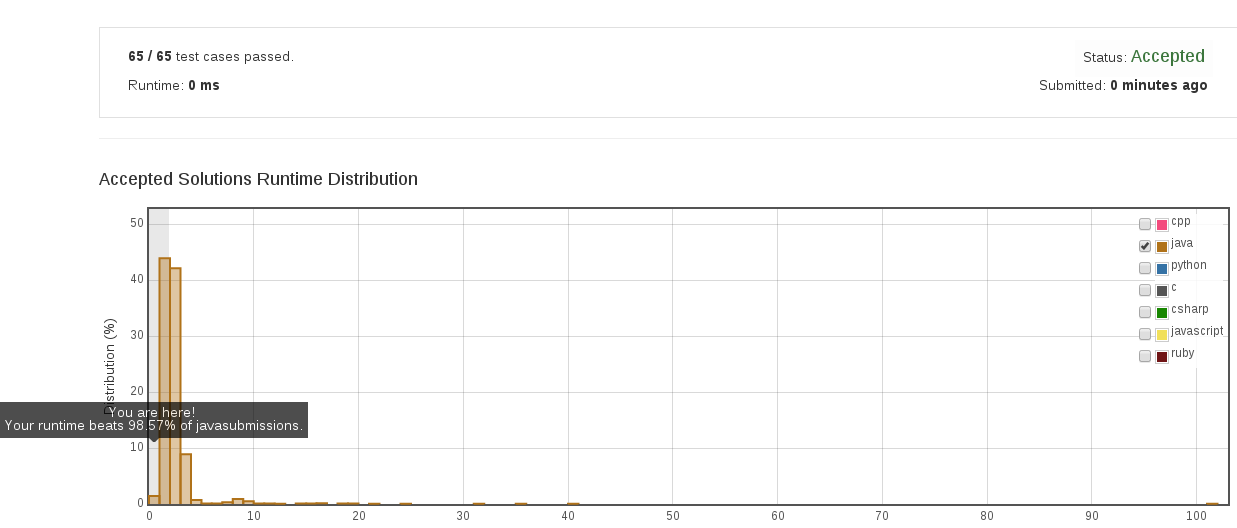 65 / 65 test cases passed.
Status: Accepted
Runtime: 0 ms
Submitted: 0 minutes ago
Accepted Solutions Runtime Distribution
50
40
30
20
10
0
Distribution (%)
You are here!
Your runtime beats 98.57% of javasubmissions.
cpp
java
python
c
csharp
javascript
ruby
0 10 20 30 40 50 60 70 80 90 100